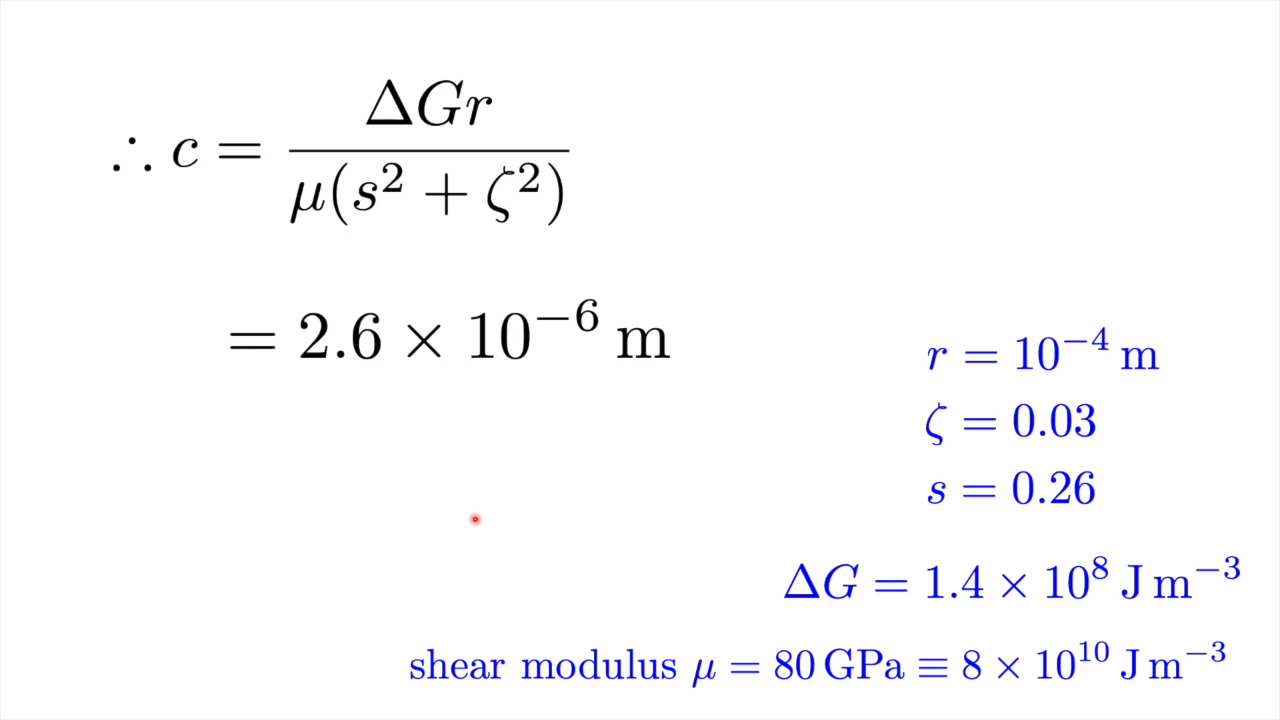 ∴ c = ΔGr / μ(s² + ζ²)
= 2.6 × 10⁻⁶ m
r = 10⁻⁴ m
ζ = 0.03
s = 0.26
ΔG = 1.4 × 10⁸ J m⁻³
shear modulus μ = 80 GPa ≡ 8 × 10¹⁰ J m⁻³